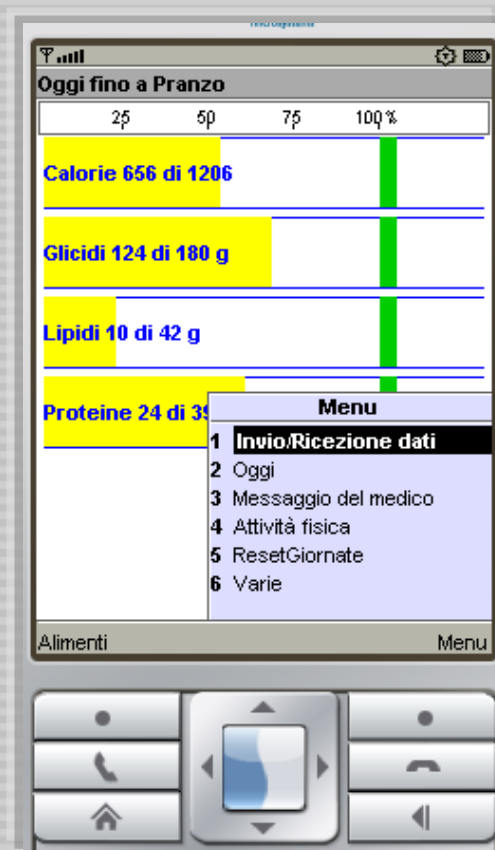 Oggi fino a Pranzo
25 50 75 100 %
Calorie 656 di 1206
Glicidi 124 di 180 g
Lipidi 10 di 42 g
Proteine 24 di 39
Menu
1 Invio/Ricezione dati
2 Oggi
3 Messaggio del medico
4 Attività fisica
5 ResetGiornate
6 Varie
Alimenti Menu